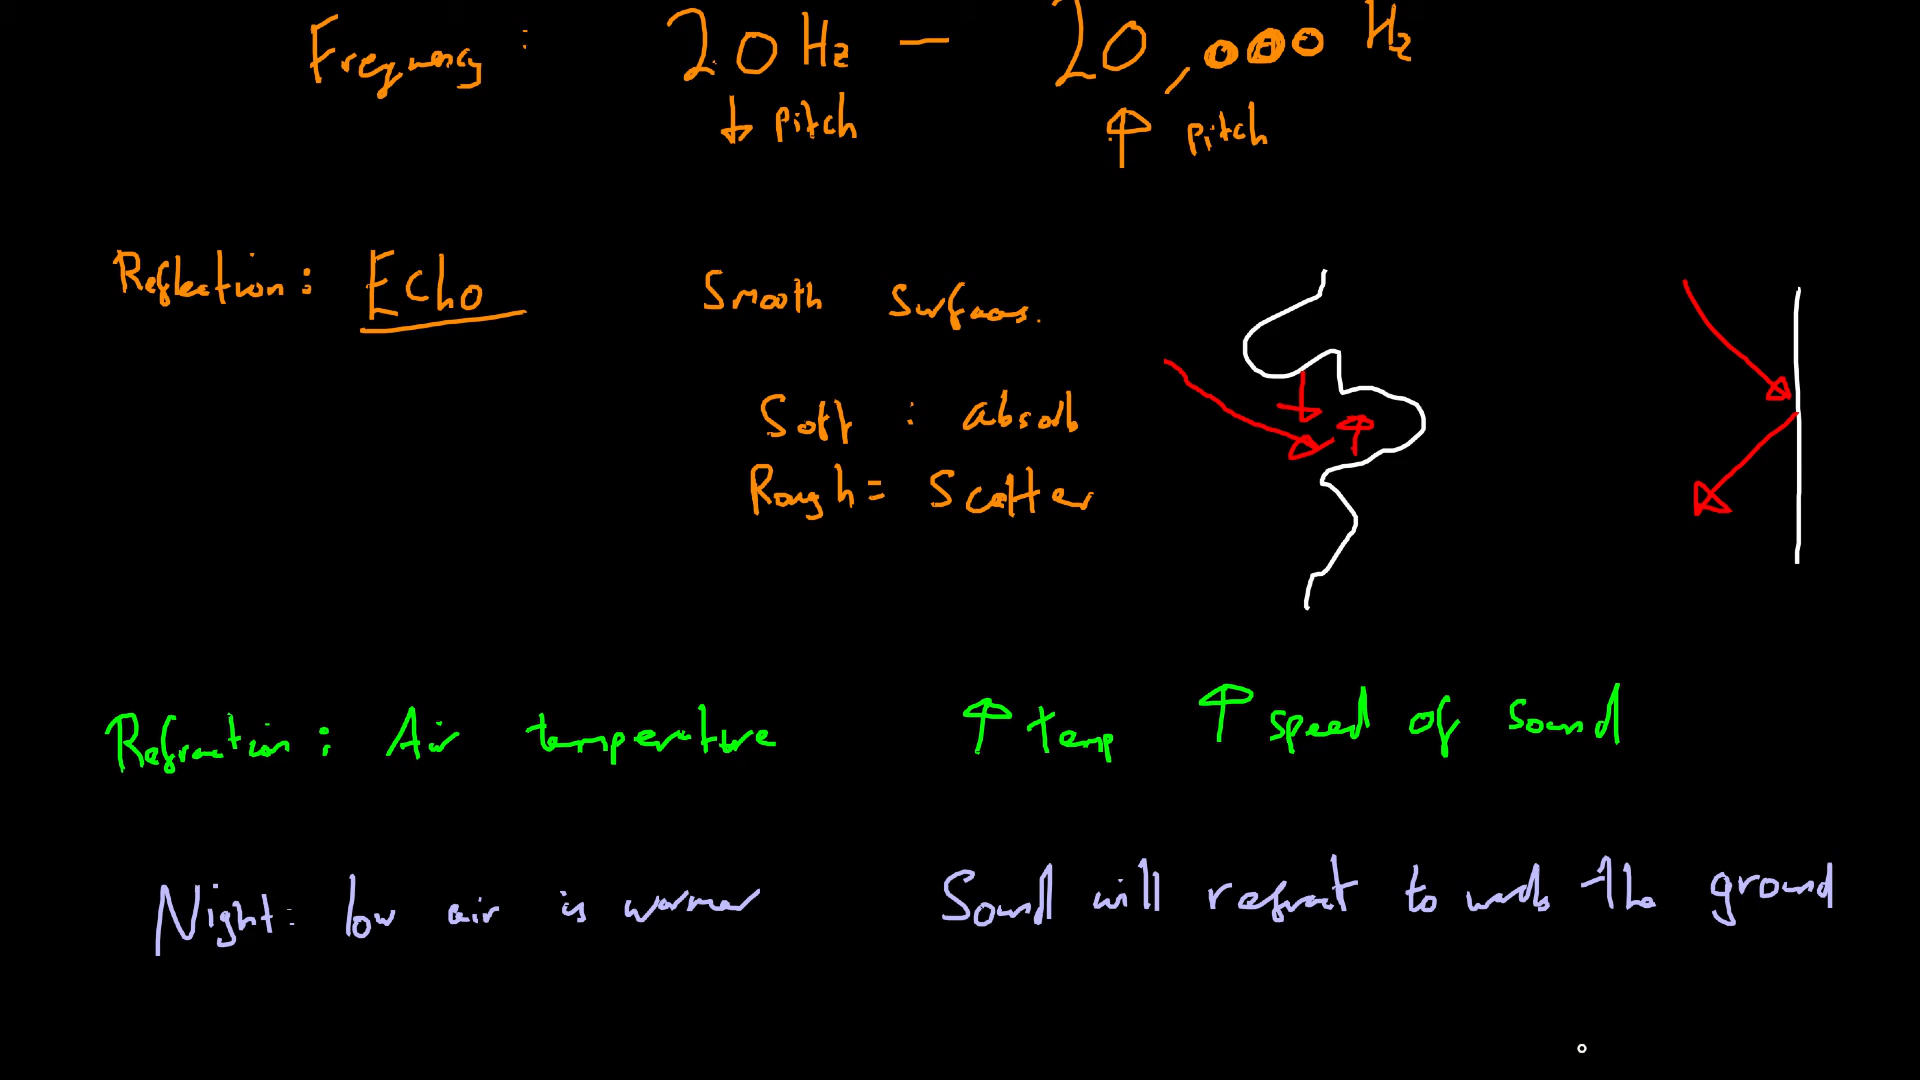 Frequency : 20 Hz — 20,000 Hz
↓ pitch ↑ pitch
Reflection : Echo Smooth Surfaces.
Soft : absorb
Rough = Scatter
Refraction : Air temperature ↑ temp ↑ speed of sound
Night : low air is warmer Sound will refract towards the ground